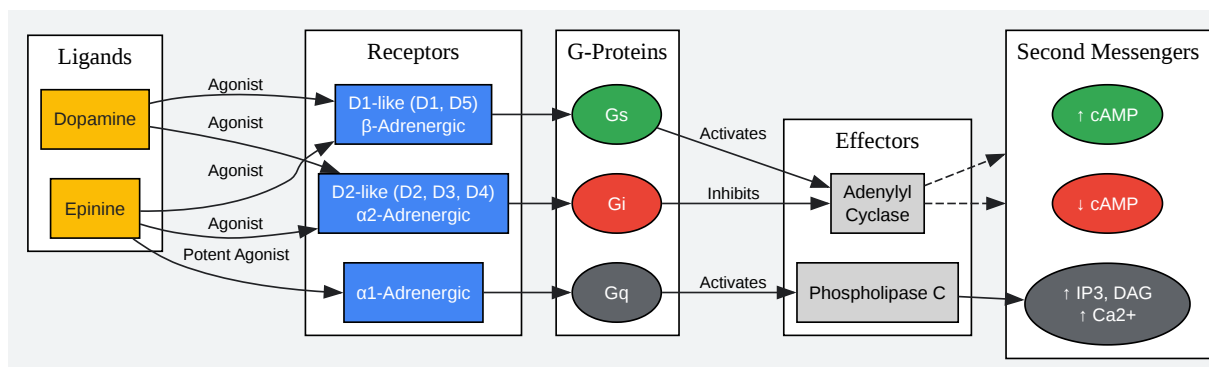 Ligands
Dopamine
Epinine
Agonist
Agonist
Agonist
Agonist
Potent Agonist
Receptors
D1-like (D1, D5)
β-Adrenergic
D2-like (D2, D3, D4)
α2-Adrenergic
α1-Adrenergic
G-Proteins
Gs
Gi
Gq
Activates
Inhibits
Activates
Effectors
Adenylyl
Cyclase
Phospholipase C
Second Messengers
↑ cAMP
↓ cAMP
↑ IP3, DAG
↑ Ca2+